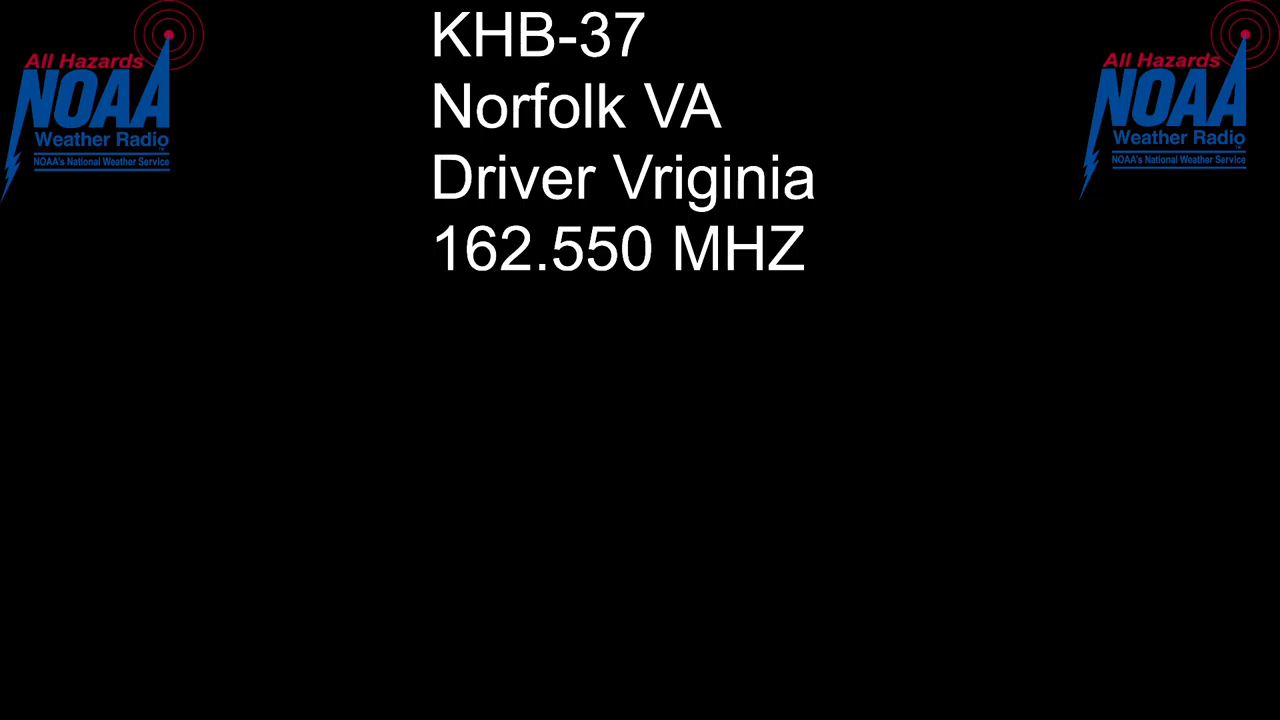 All Hazards
NOAA
Weather Radio
NOAA's National Weather Service
KHB-37
Norfolk VA
Driver Vriginia
162.550 MHZ
All Hazards
NOAA
Weather Radio
NOAA's National Weather Service